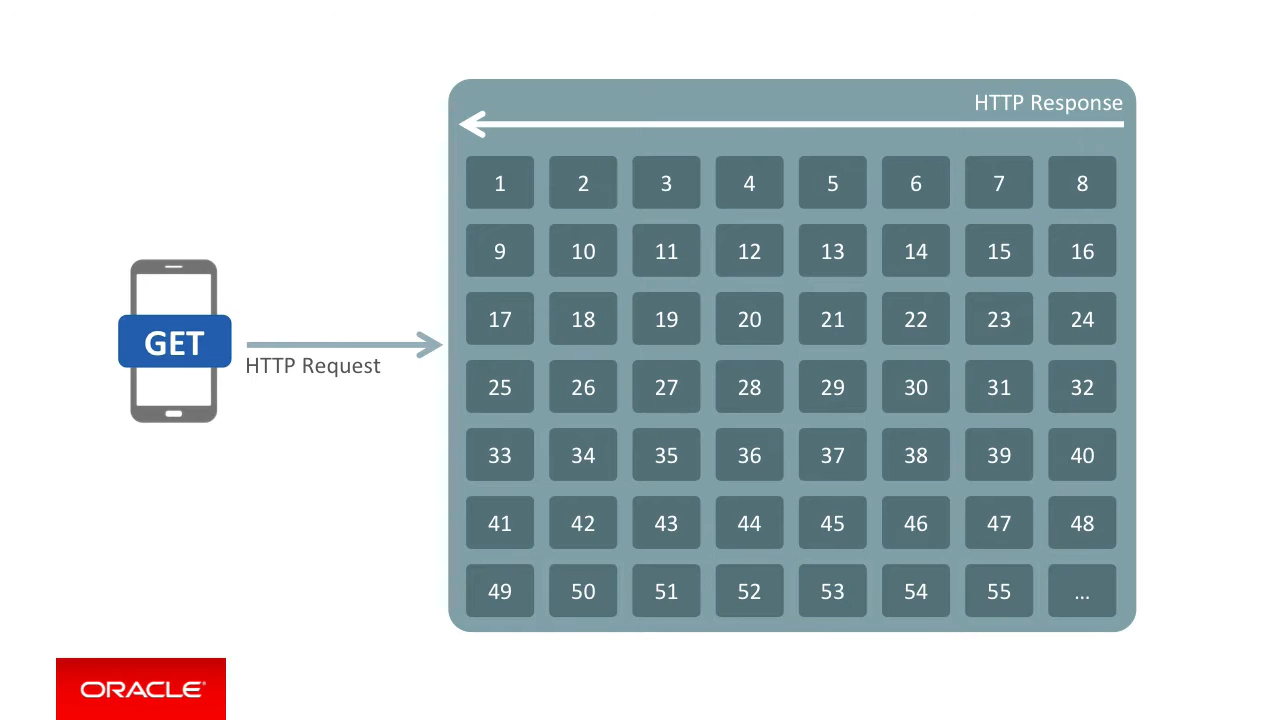 HTTP Response
1 2 3 4 5 6 7 8
9 10 11 12 13 14 15 16
17 18 19 20 21 22 23 24
GET
HTTP Request
25 26 27 28 29 30 31 32
33 34 35 36 37 38 39 40
41 42 43 44 45 46 47 48
49 50 51 52 53 54 55 ...
ORACLE®